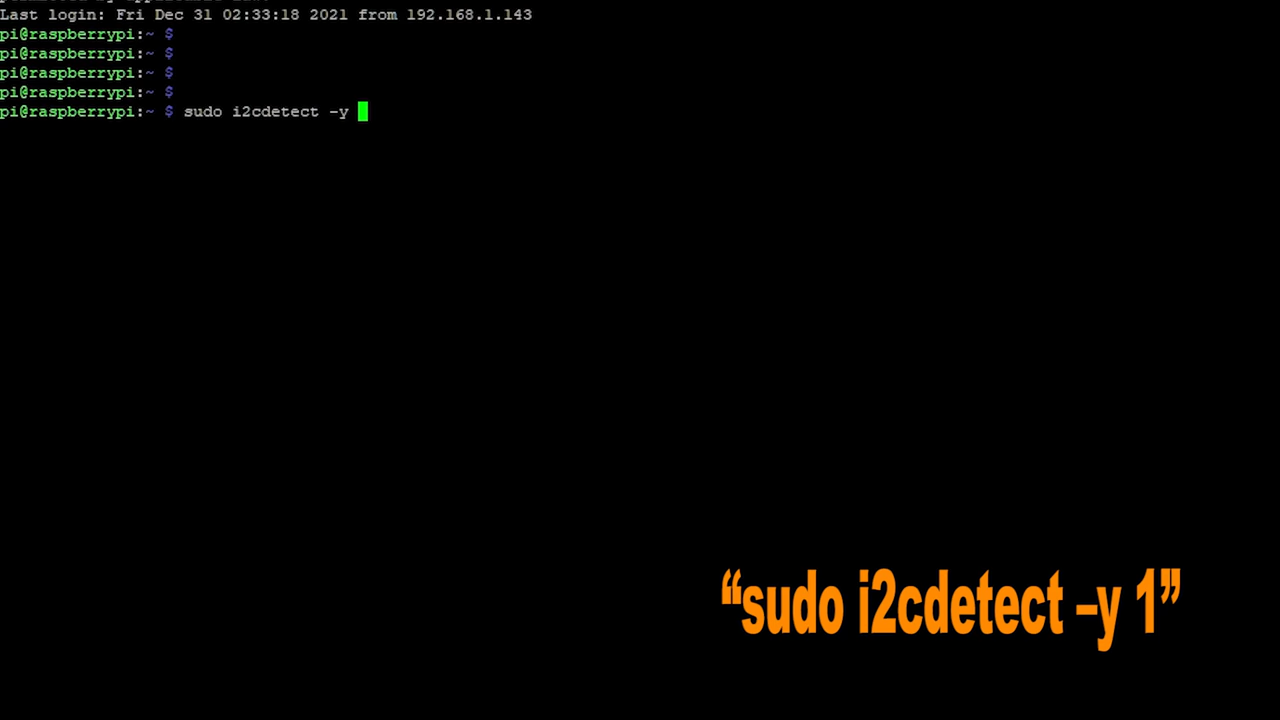 Last login: Fri Dec 31 02:33:18 2021 from 192.168.1.143
pi@raspberrypi:~ $
pi@raspberrypi:~ $
pi@raspberrypi:~ $
pi@raspberrypi:~ $
pi@raspberrypi:~ $ sudo i2cdetect -y
“sudo i2cdetect –y 1”